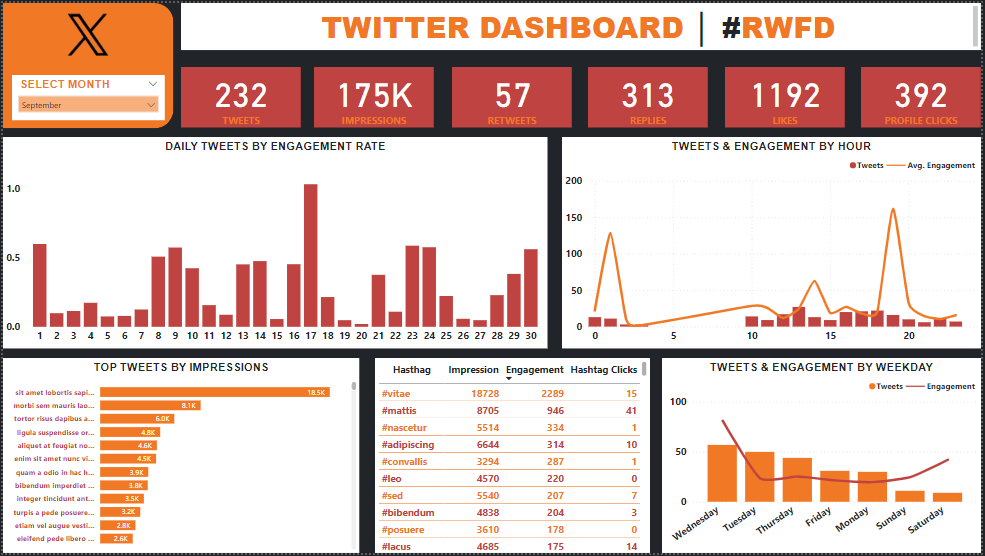 TWITTER DASHBOARD | #RWFD
SELECT MONTH
September
232
TWEETS
175K
IMPRESSIONS
57
RETWEETS
313
REPLIES
1192
LIKES
392
PROFILE CLICKS
DAILY TWEETS BY ENGAGEMENT RATE
1.0
0.5
0.0
1 2 3 4 5 6 7 8 9 10 11 12 13 14 15 16 17 18 19 20 21 22 23 24 25 26 27 28 29 30
TWEETS & ENGAGEMENT BY HOUR
Tweets Avg. Engagement
200
150
100
50
0
0 5 10 15 20
TOP TWEETS BY IMPRESSIONS
sit amet lobortis sapi... 18.5K
morbi sem mauris lao... 8.1K
tortor risus dapibus a... 6.0K
ligula suspendisse or... 4.8K
aliquet at feugiat no... 4.6K
enim sit amet nunc vi... 4.5K
quam a odio in hac h... 3.9K
bibendum imperdiet ... 3.8K
integer tincidunt ant... 3.5K
turpis a pede posuere... 3.2K
etiam vel augue vesti... 2.8K
eleifend pede libero ... 2.6K
Hasthag Impression Engagement Hashtag Clicks
#vitae 18728 2289 15
#mattis 8705 946 41
#nascetur 5514 334 1
#adipiscing 6644 314 10
#convallis 3294 287 1
#leo 4570 220 0
#sed 5540 207 7
#bibendum 4838 204 3
#posuere 3610 178 0
#lacus 4685 175 14
TWEETS & ENGAGEMENT BY WEEKDAY
Tweets Engagement
100
50
0
Wednesday Tuesday Thursday Friday Monday Sunday Saturday